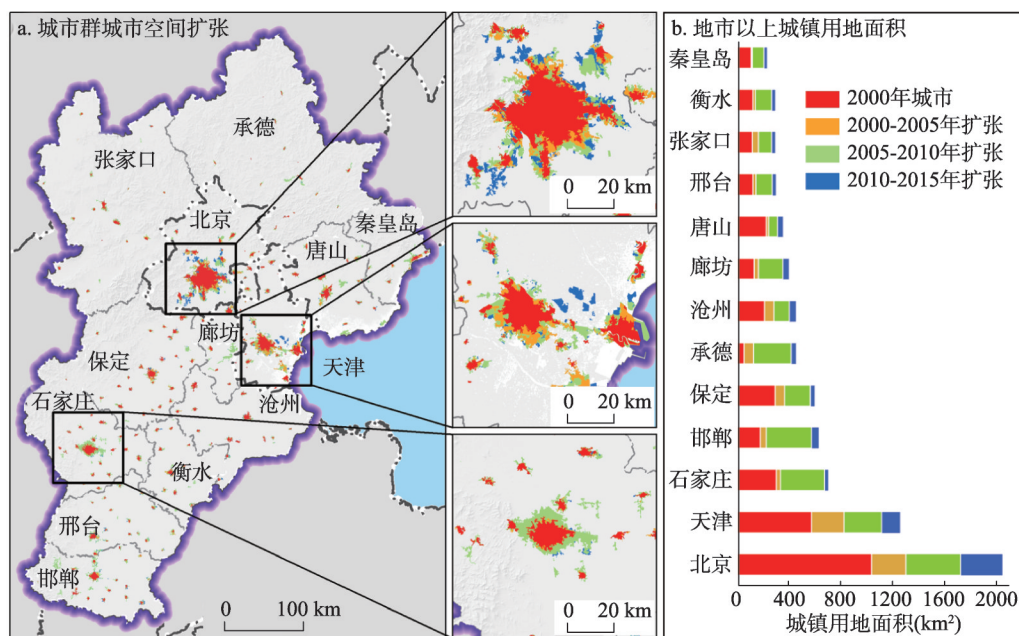 a. 城市群城市空间扩张
承德
张家口
北京
秦皇岛
唐山
廊坊
天津
保定
沧州
石家庄
衡水
邢台
邯郸
0 100 km
0 20 km
0 20 km
0 20 km
b. 地市以上城镇用地面积
秦皇岛
衡水
张家口
邢台
唐山
廊坊
沧州
承德
保定
邯郸
石家庄
天津
北京
2000年城市
2000-2005年扩张
2005-2010年扩张
2010-2015年扩张
0 400 800 1200 1600 2000
城镇用地面积(km²)